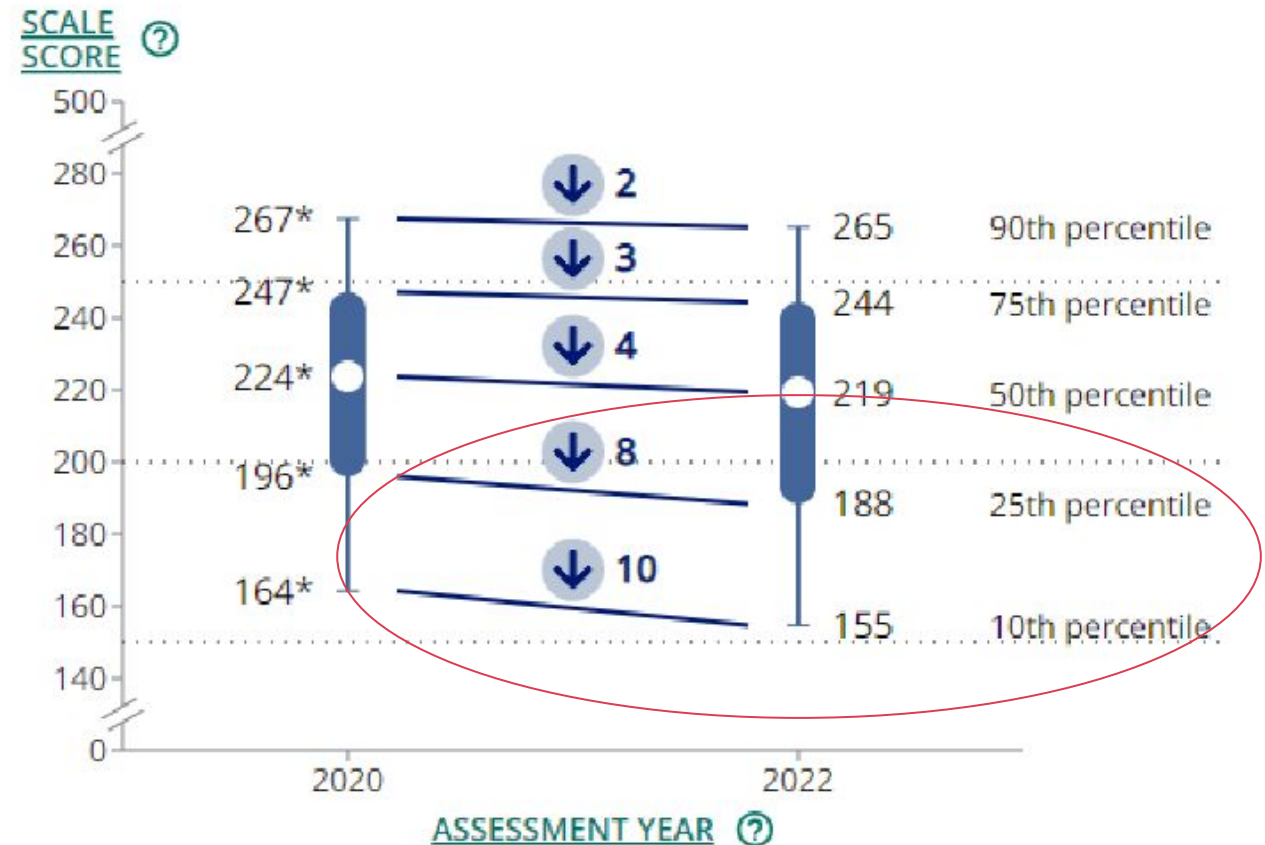 SCALE
SCORE ?
500
280
2
267* 265 90th percentile
260
3
247* 244 75th percentile
240
4
224* 219 50th percentile
220
8
200
196* 188 25th percentile
180
10
164* 155 10th percentile
160
140
0
2020 2022
ASSESSMENT YEAR ?